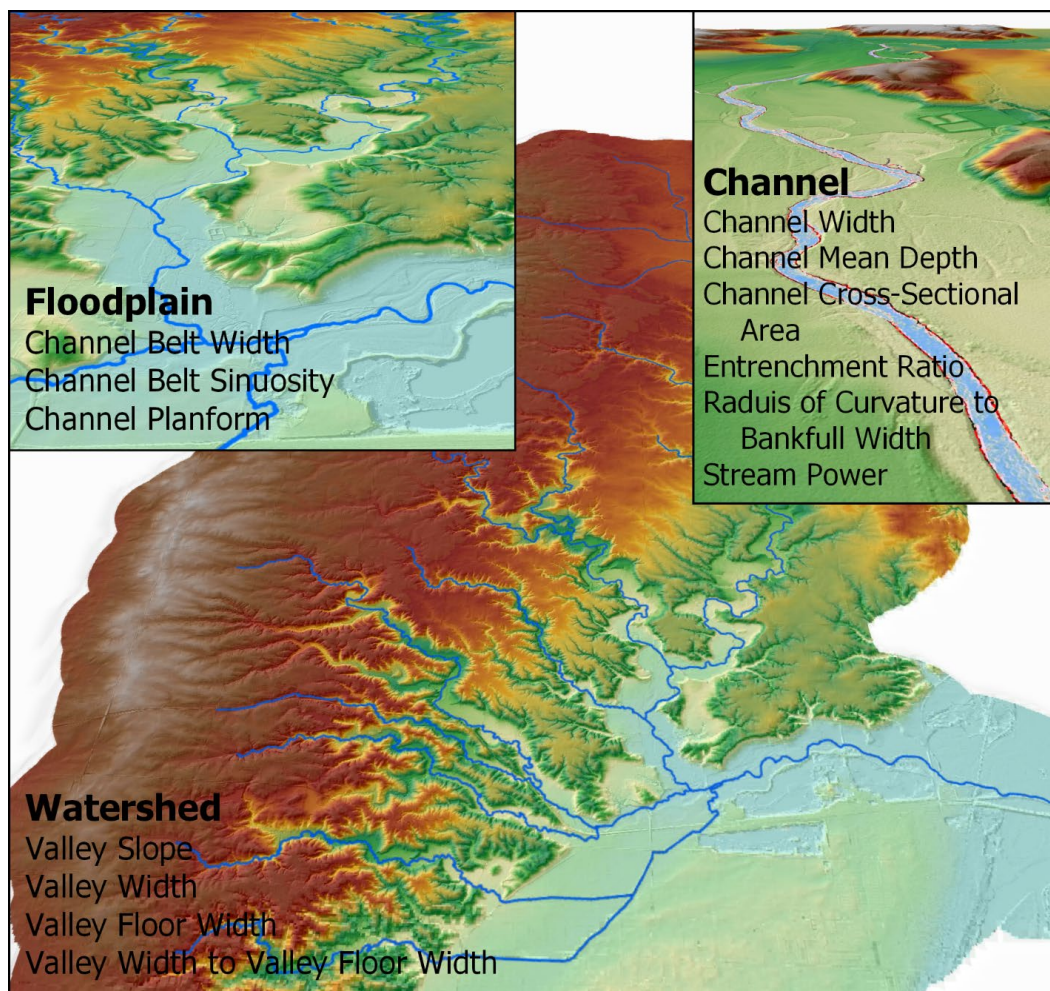 Floodplain
Channel Belt Width
Channel Belt Sinuosity
Channel Planform
Channel
Channel Width
Channel Mean Depth
Channel Cross-Sectional
Area
Entrenchment Ratio
Raduis of Curvature to
Bankfull Width
Stream Power
Watershed
Valley Slope
Valley Width
Valley Floor Width
Valley Width to Valley Floor Width